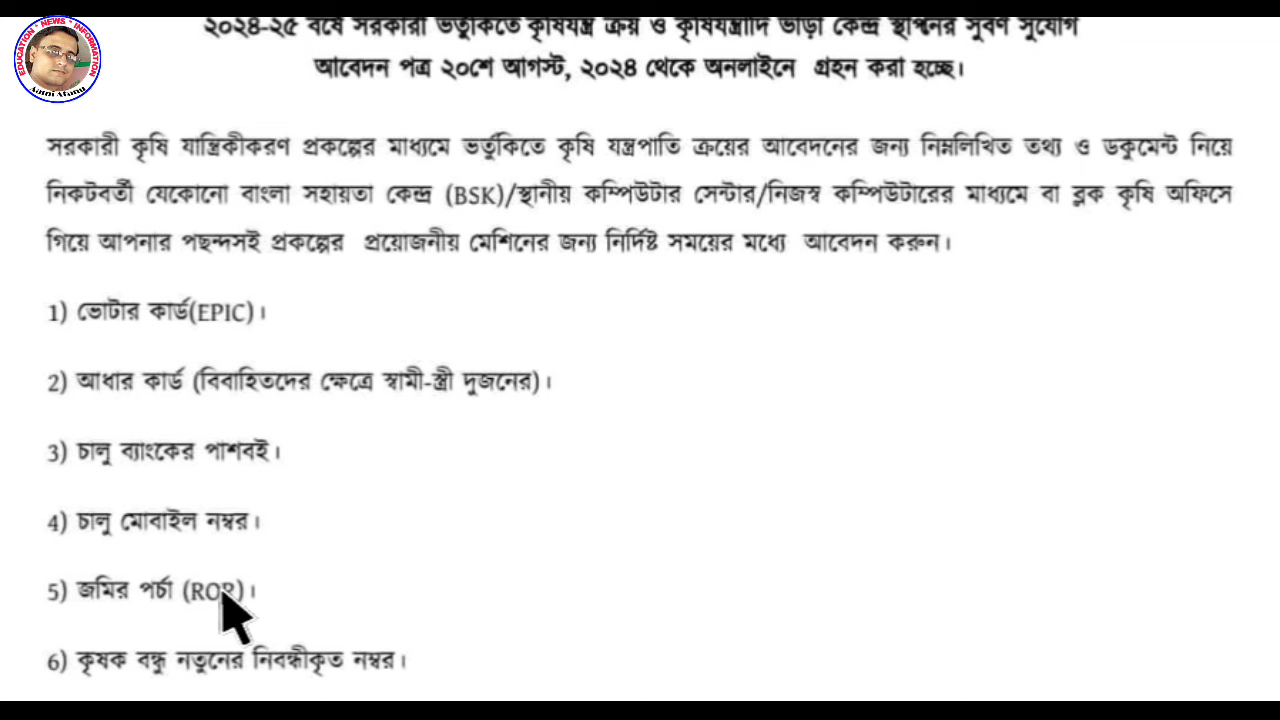 ২০২৪-২৫ বর্ষে সরকারী ভর্তুকিতে কৃষিযন্ত্র ক্রয় ও কৃষিযন্ত্রাদি ভাড়া কেন্দ্র স্থাপনর সুবর্ণ সুযোগ
আবেদন পত্র ২০শে আগস্ট, ২০২৪ থেকে অনলাইনে গ্রহন করা হচ্ছে।
EDUCATION * NEWS * INFORMATION
সরকারী কৃষি যান্ত্রিকীকরণ প্রকল্পের মাধ্যমে ভর্তুকিতে কৃষি যন্ত্রপাতি ক্রয়ের আবেদনের জন্য নিম্নলিখিত তথ্য ও ডকুমেন্ট নিয়ে
নিকটবর্তী যেকোনো বাংলা সহায়তা কেন্দ্র (BSK)/স্থানীয় কম্পিউটার সেন্টার/নিজস্ব কম্পিউটারের মাধ্যমে বা ব্লক কৃষি অফিসে
গিয়ে আপনার পছন্দসই প্রকল্পের প্রয়োজনীয় মেশিনের জন্য নির্দিষ্ট সময়ের মধ্যে আবেদন করুন।
1) ভোটার কার্ড(EPIC)।
2) আধার কার্ড (বিবাহিতদের ক্ষেত্রে স্বামী-স্ত্রী দুজনের)।
3) চালু ব্যাংকের পাশবই।
4) চালু মোবাইল নম্বর।
5) জমির পর্চা (ROR)।
6) কৃষক বন্ধু নতুনের নিবন্ধীকৃত নম্বর।